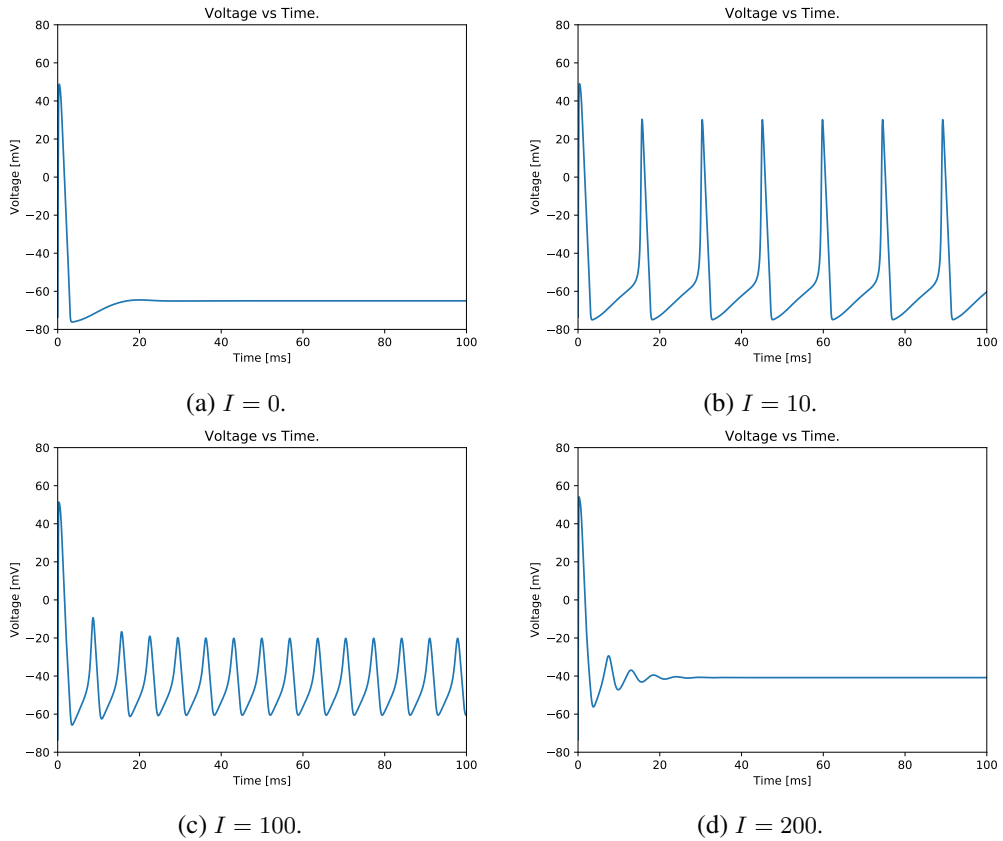 Voltage vs Time.
80
60
40
20
0
−20
−40
−60
−80
Voltage [mV]
0 20 40 60 80 100
Time [ms]
(a) I = 0.
Voltage vs Time.
80
60
40
20
0
−20
−40
−60
−80
Voltage [mV]
0 20 40 60 80 100
Time [ms]
(b) I = 10.
Voltage vs Time.
80
60
40
20
0
−20
−40
−60
−80
Voltage [mV]
0 20 40 60 80 100
Time [ms]
(c) I = 100.
Voltage vs Time.
80
60
40
20
0
−20
−40
−60
−80
Voltage [mV]
0 20 40 60 80 100
Time [ms]
(d) I = 200.